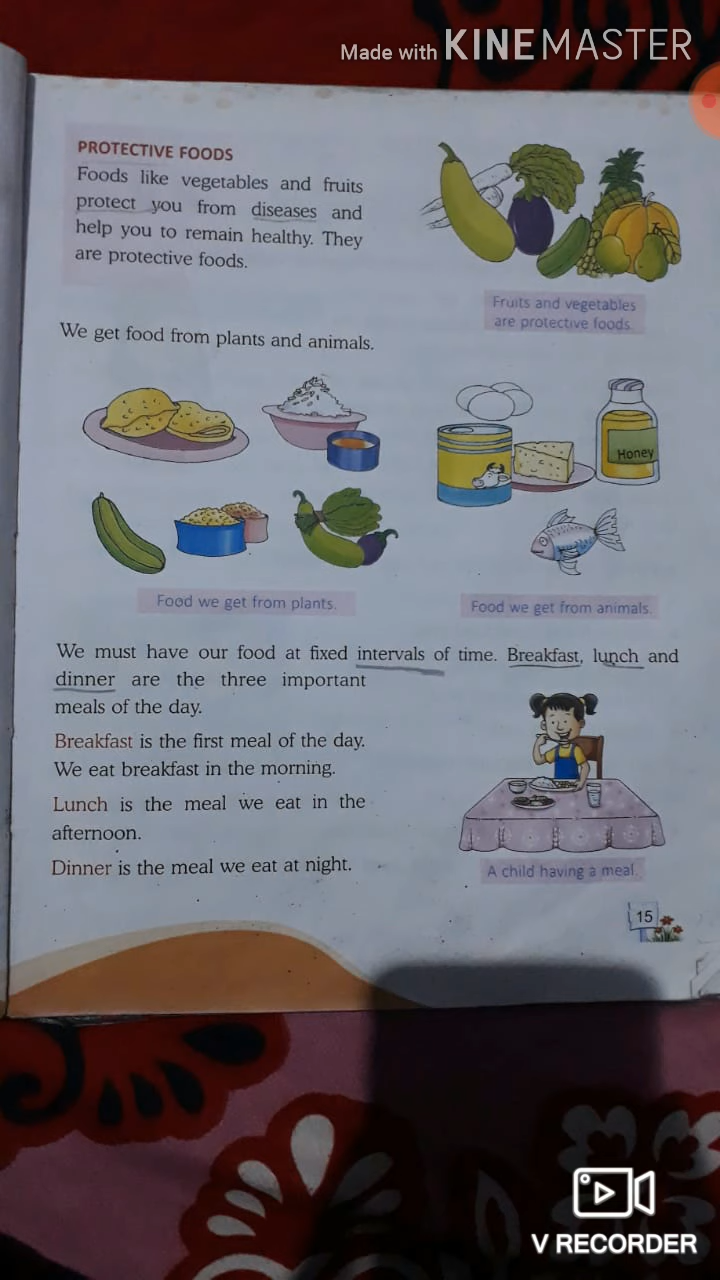 Made with KINEMASTER
PROTECTIVE FOODS
Foods like vegetables and fruits
protect you from diseases and
help you to remain healthy. They
are protective foods.
Fruits and vegetables
are protective foods.
We get food from plants and animals.
Honey
Food we get from plants.
Food we get from animals.
We must have our food at fixed intervals of time. Breakfast, lunch and
dinner are the three important
meals of the day.
Breakfast is the first meal of the day.
We eat breakfast in the morning.
Lunch is the meal we eat in the
afternoon.
Dinner is the meal we eat at night.
A child having a meal.
15
V RECORDER